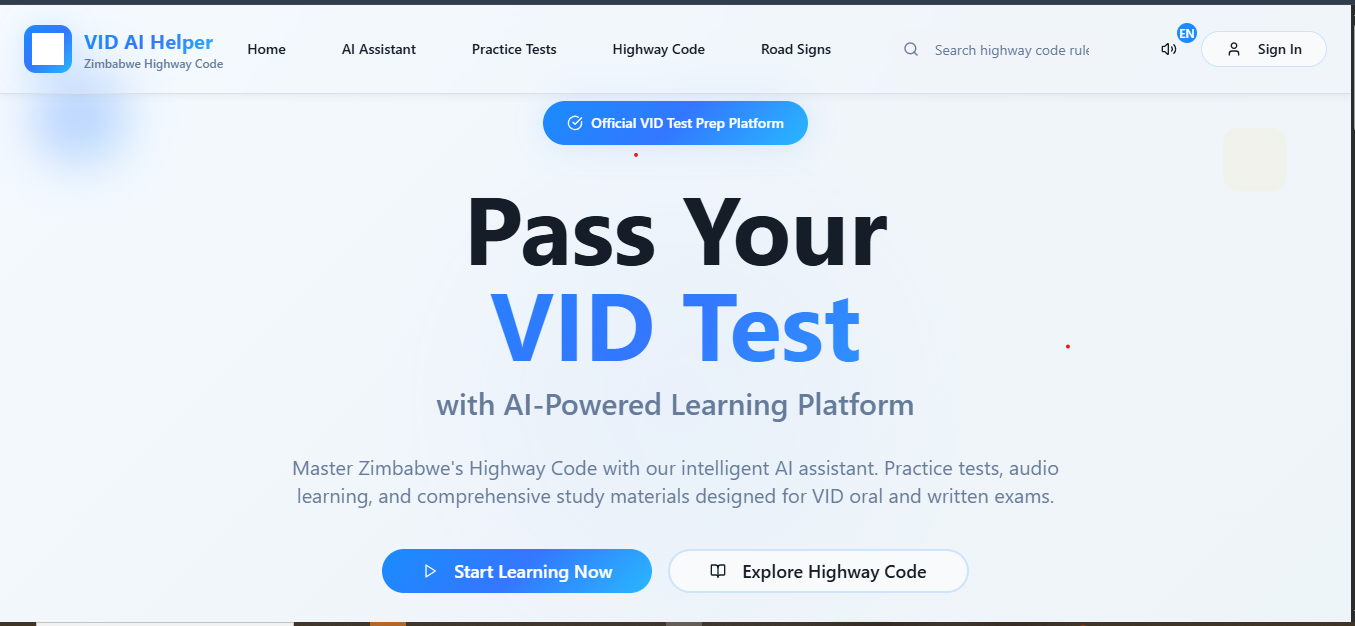 VID AI Helper
Zimbabwe Highway Code
Home
AI Assistant
Practice Tests
Highway Code
Road Signs
Search highway code rule
EN
Sign In
Official VID Test Prep Platform
Pass Your
VID Test
with AI-Powered Learning Platform
Master Zimbabwe's Highway Code with our intelligent AI assistant. Practice tests, audio
learning, and comprehensive study materials designed for VID oral and written exams.
Start Learning Now
Explore Highway Code